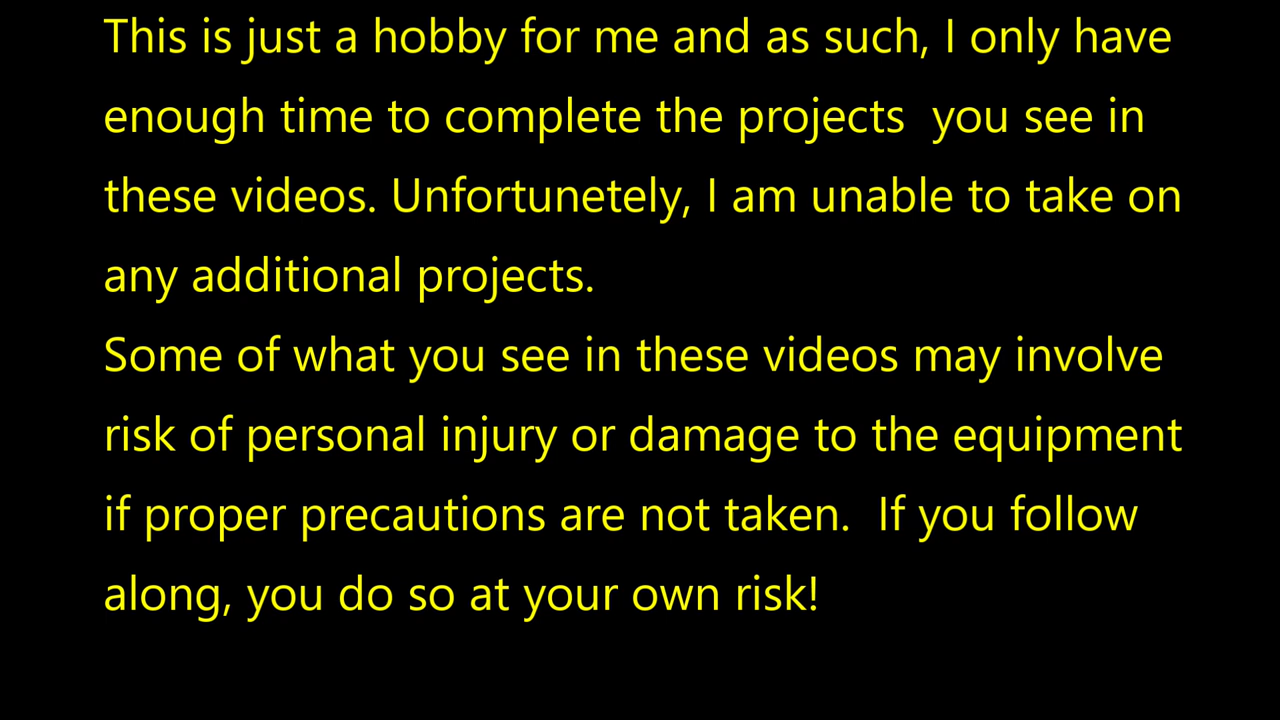 This is just a hobby for me and as such, I only have
enough time to complete the projects  you see in
these videos. Unfortunetely, I am unable to take on
any additional projects.
Some of what you see in these videos may involve
risk of personal injury or damage to the equipment
if proper precautions are not taken.  If you follow
along, you do so at your own risk!